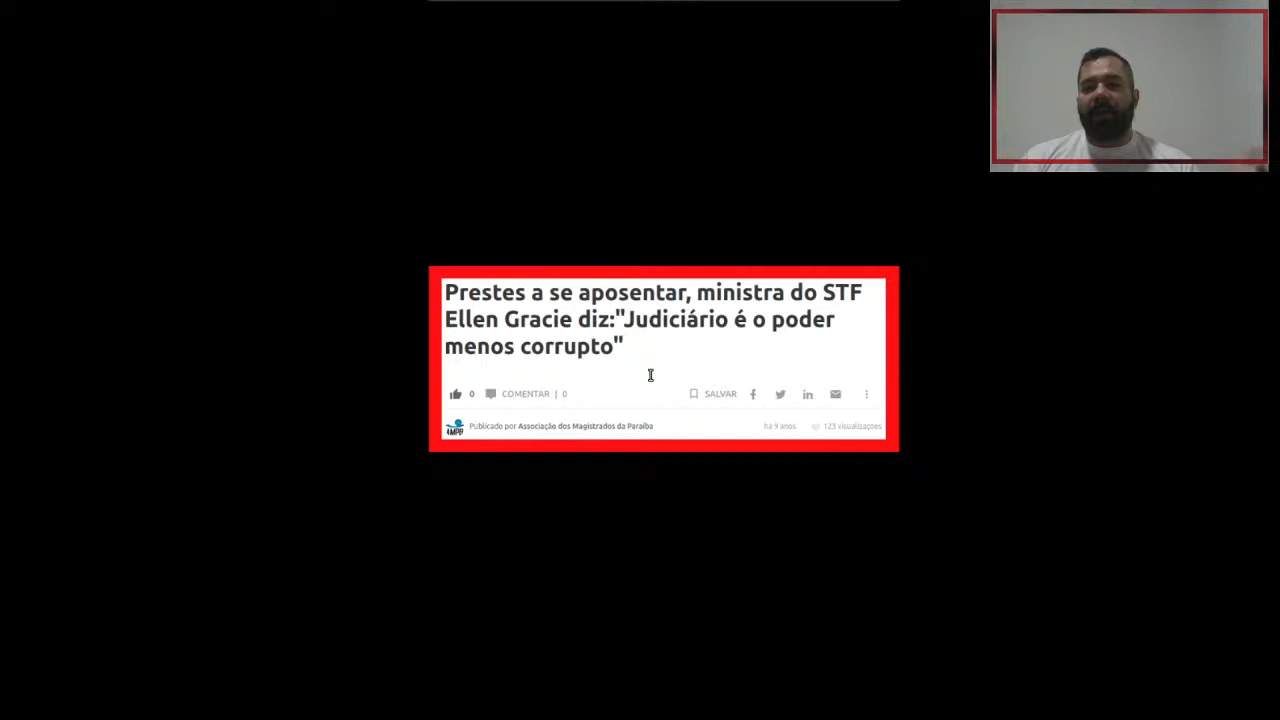 Prestes a se aposentar, ministra do STF
Ellen Gracie diz:"Judiciário é o poder
menos corrupto"
0 COMENTAR | 0 SALVAR
AMPB Publicado por Associação dos Magistrados da Paraíba há 9 anos 123 visualizações